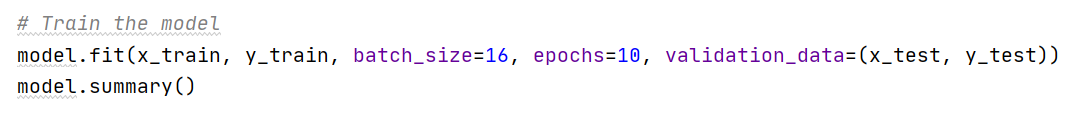 # Train the model
model.fit(x_train, y_train, batch_size=16, epochs=10, validation_data=(x_test, y_test))
model.summary()